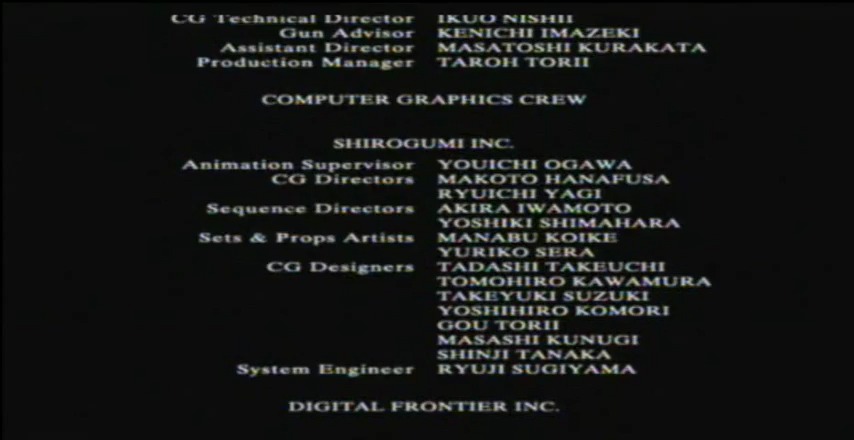 CG Technical Director IKUO NISHII
Gun Advisor KENICHI IMAZEKI
Assistant Director MASATOSHI KURAKATA
Production Manager TAROH TORII
COMPUTER GRAPHICS CREW
SHIROGUMI INC.
Animation Supervisor YOUICHI OGAWA
CG Directors MAKOTO HANAFUSA
RYUICHI YAGI
Sequence Directors AKIRA IWAMOTO
YOSHIKI SHIMAHARA
Sets & Props Artists MANABU KOIKE
YURIKO SERA
CG Designers TADASHI TAKEUCHI
TOMOHIRO KAWAMURA
TAKEYUKI SUZUKI
YOSHIHIRO KOMORI
GOU TORII
MASASHI KUNUGI
SHINJI TANAKA
System Engineer RYUJI SUGIYAMA
DIGITAL FRONTIER INC.